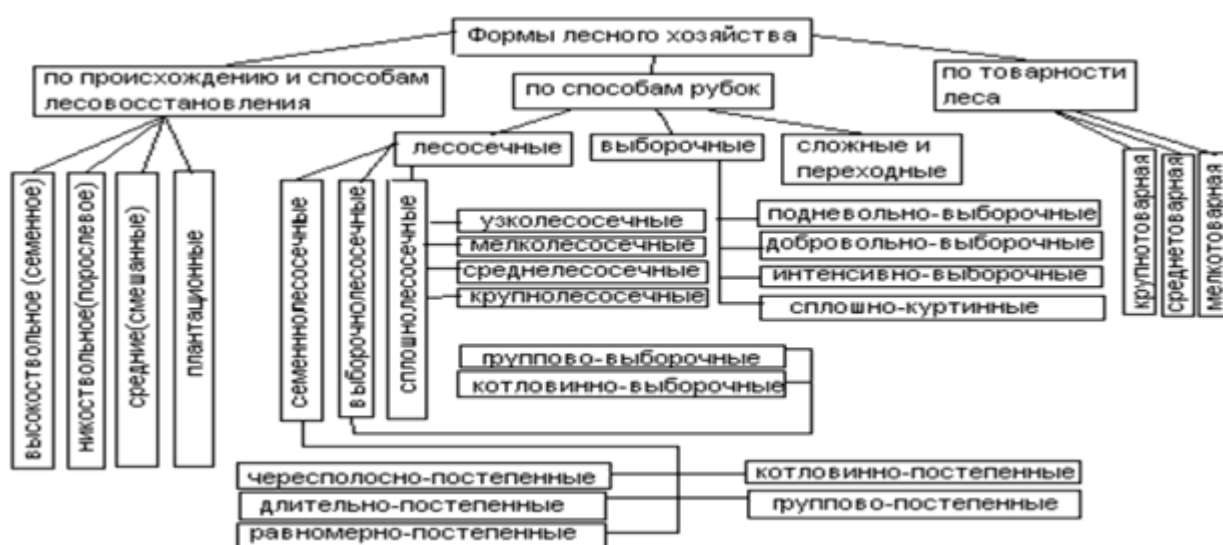 Формы лесного хозяйства
по происхождению и способам
лесовосстановления
по способам рубок
по товарности
леса
лесосечные
выборочные
сложные и
переходные
высокоствольное (семенное)
никоствольное(порослевое)
средние(смешанные)
плантационные
семеннолесосечные
выборочнолесосечные
сплошнолесосечные
узколесосечные
мелколесосечные
среднелесосечные
крупнолесосечные
подневольно-выборочные
добровольно-выборочные
интенсивно-выборочные
сплошно-куртинные
крупнотоварная
среднетоварная
мелкотоварная
группово-выборочные
котловинно-выборочные
чересполосно-постепенные
длительно-постепенные
равномерно-постепенные
котловинно-постепенные
группово-постепенные